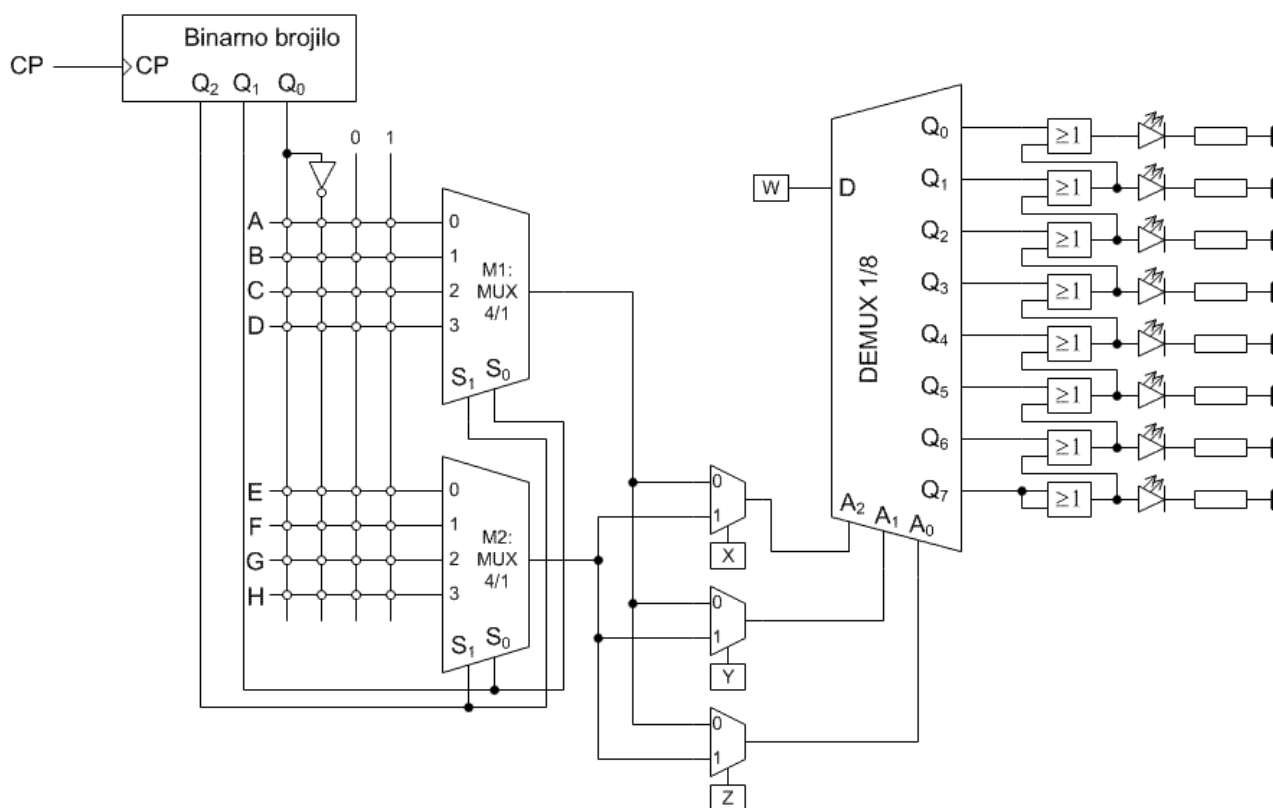 Binarno brojilo
CP
CP
Q₂ Q₁ Q₀
0 1
A
B
C
D
0
1
2
3
M1:
MUX
4/1
S₁ S₀
E
F
G
H
0
1
2
3
M2:
MUX
4/1
S₁ S₀
0
1
X
0
1
Y
0
1
Z
W
D
DEMUX 1/8
Q₀
Q₁
Q₂
Q₃
Q₄
Q₅
Q₆
Q₇
A₂ A₁ A₀
≥1
≥1
≥1
≥1
≥1
≥1
≥1
≥1